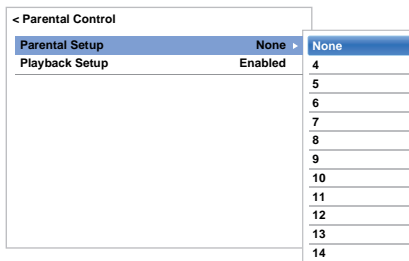 < Parental Control
Parental Setup None ▸
Playback Setup Enabled
None
4
5
6
7
8
9
10
11
12
13
14